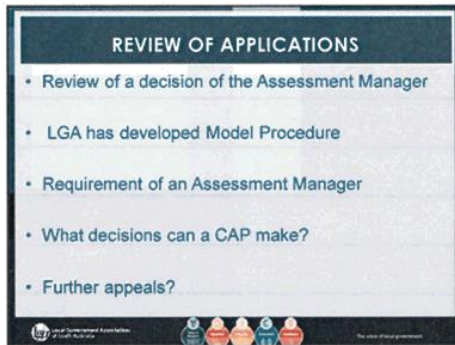 REVIEW OF APPLICATIONS
• Review of a decision of the Assessment Manager
• LGA has developed Model Procedure
• Requirement of an Assessment Manager
• What decisions can a CAP make?
• Further appeals?
Local Government Association
of South Australia
The voice of local government